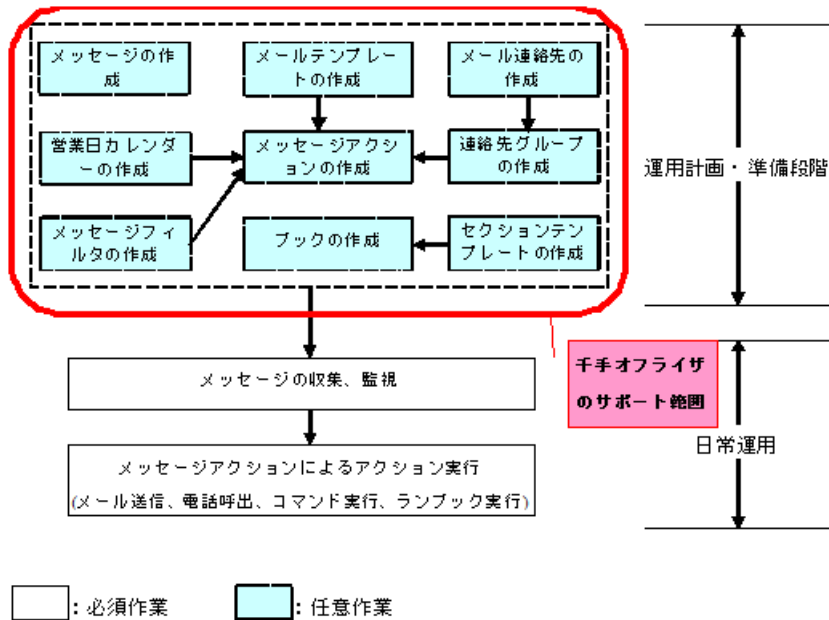 メッセージの作
成
メールテンプレー
トの作成
メール連絡先の
作成
営業日カレンダ
ーの作成
メッセージアクショ
ンの作成
連絡先グループ
の作成
メッセージフィ
ルタの作成
ブックの作成
セクションテン
プレートの作成
運用計画・準備段階
千手オフライザ
のサポート範囲
メッセージの収集、監視
日常運用
メッセージアクションによるアクション実行
(メール送信、電話呼出、コマンド実行、ランブック実行)
：必須作業
：任意作業